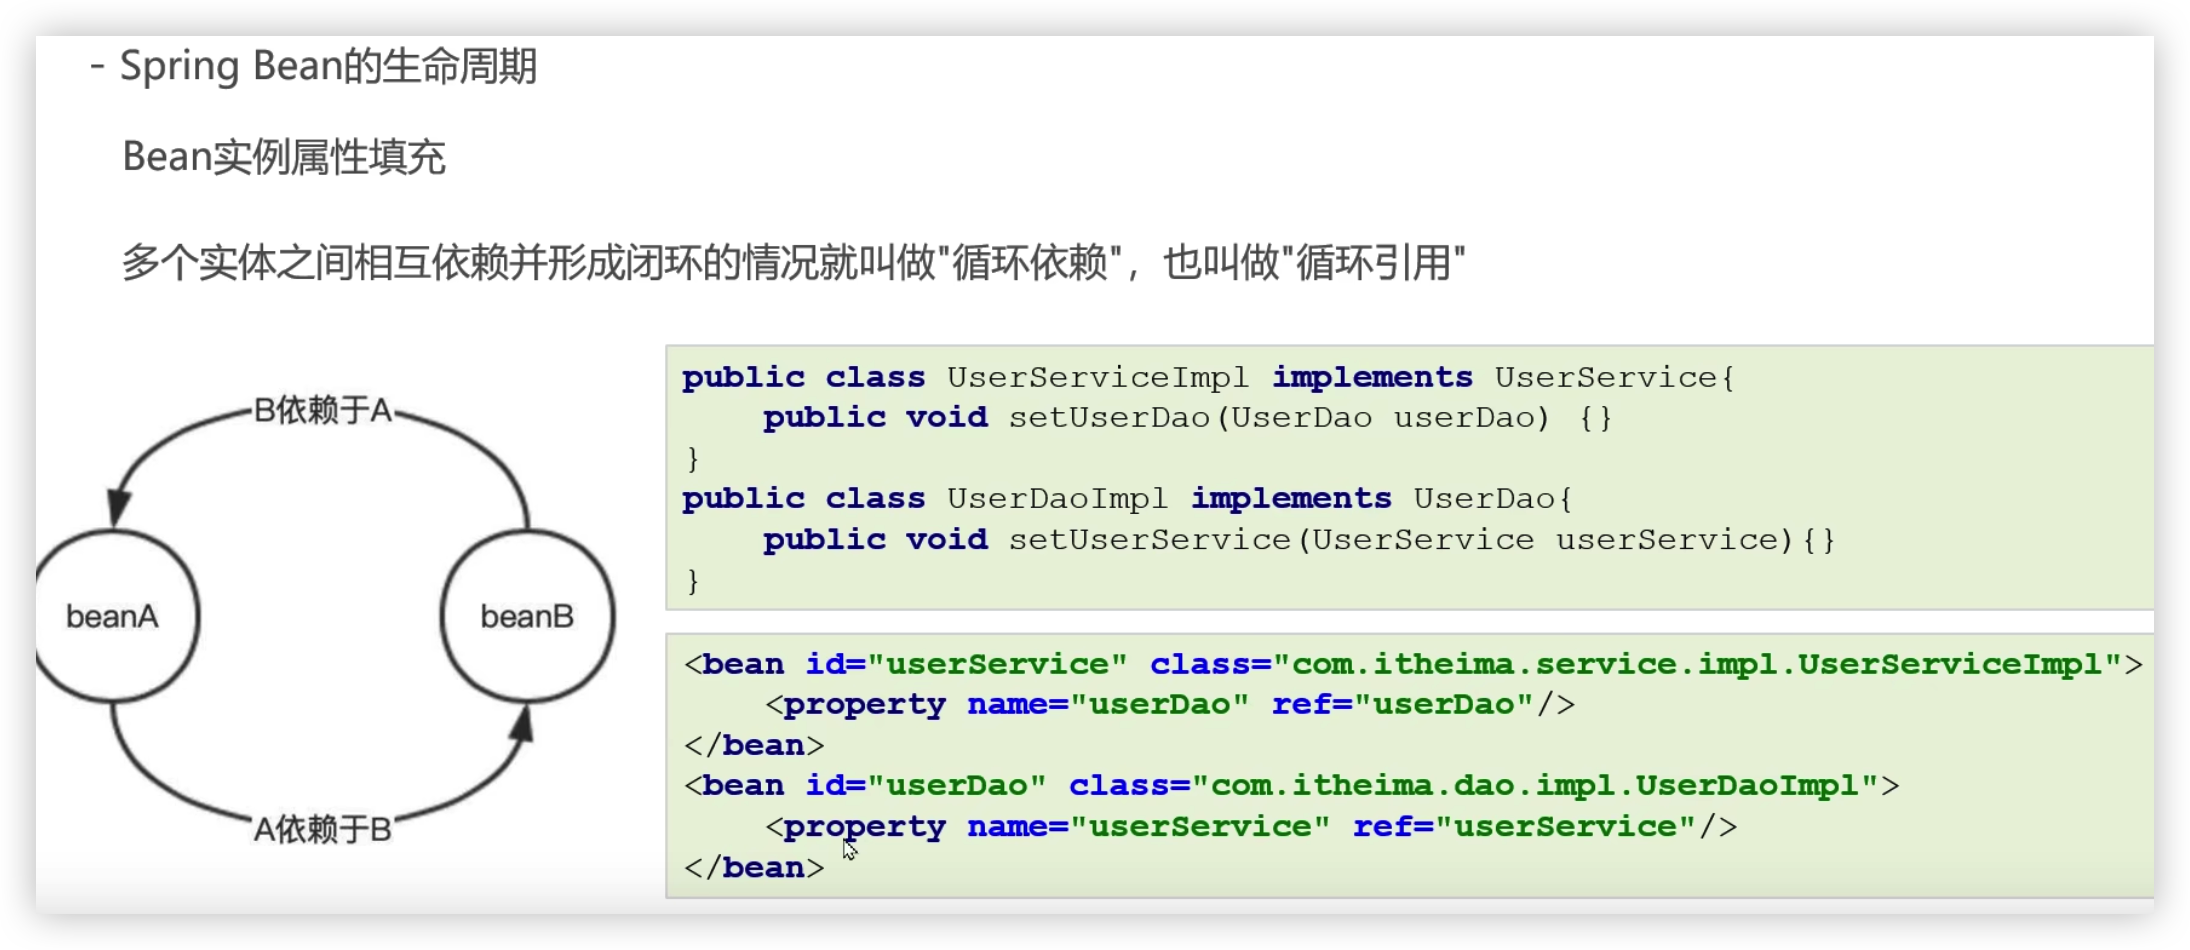 - Spring Bean的生命周期
Bean实例属性填充
多个实体之间相互依赖并形成闭环的情况就叫做"循环依赖"，也叫做"循环引用"
B依赖于A
beanA
beanB
A依赖于B
public class UserServiceImpl implements UserService{
    public void setUserDao(UserDao userDao) {}
}
public class UserDaoImpl implements UserDao{
    public void setUserService(UserService userService){}
}
<bean id="userService" class="com.itheima.service.impl.UserServiceImpl">
    <property name="userDao" ref="userDao"/>
</bean>
<bean id="userDao" class="com.itheima.dao.impl.UserDaoImpl">
    <property name="userService" ref="userService"/>
</bean>